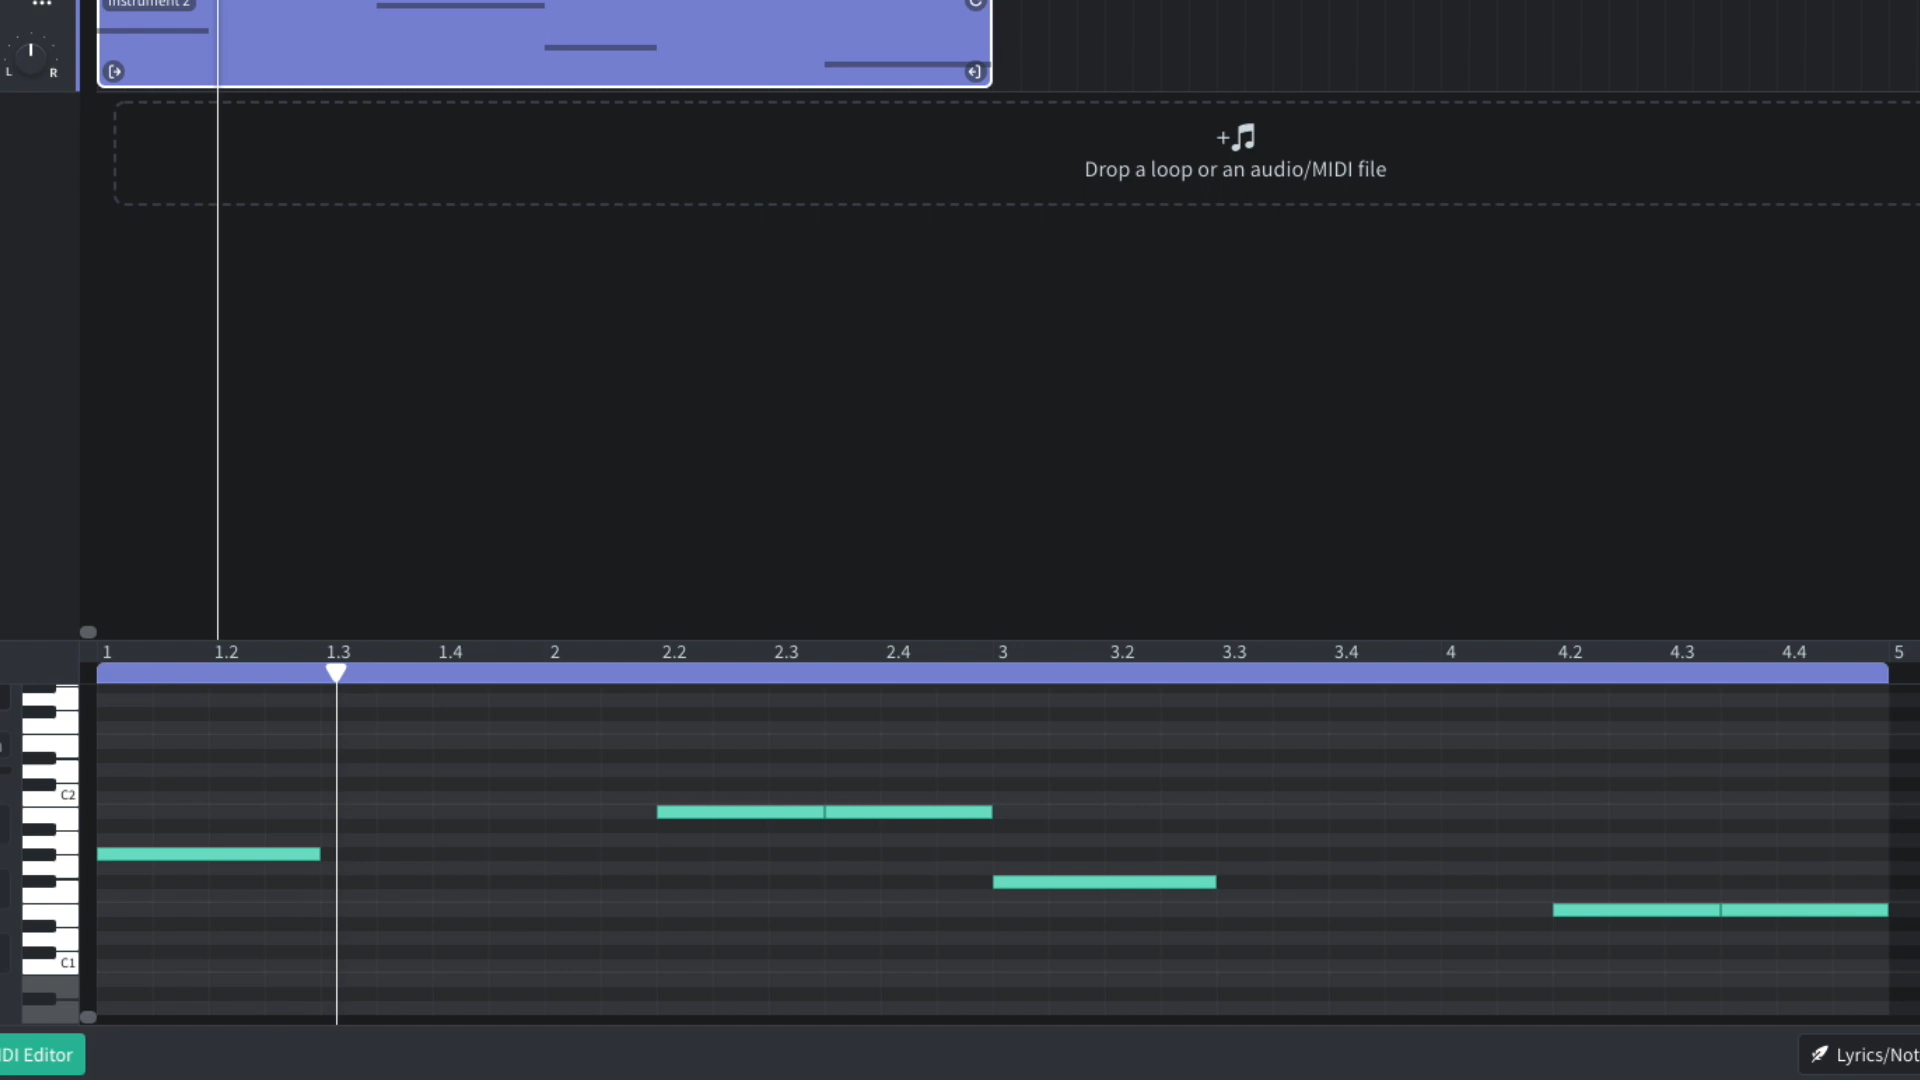 Instrument 2
L R
+
Drop a loop or an audio/MIDI file
1 1.2 1.3 1.4 2 2.2 2.3 2.4 3 3.2 3.3 3.4 4 4.2 4.3 4.4 5
C2
C1
IDI Editor
Lyrics/Not